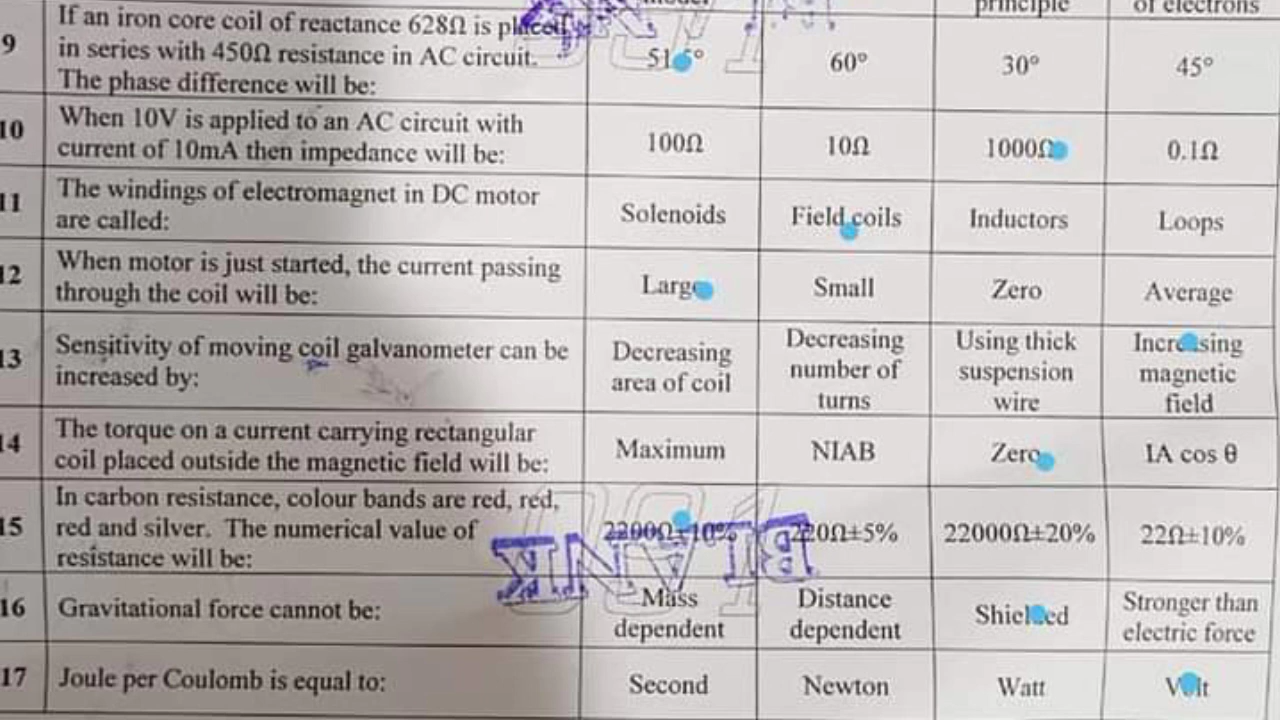 principle
of electrons
9
If an iron core coil of reactance 628Ω is placed
in series with 450Ω resistance in AC circuit.
The phase difference will be:
60°
30°
45°
10
When 10V is applied to an AC circuit with
current of 10mA then impedance will be:
100Ω
10Ω
1000Ω
0.1Ω
11
The windings of electromagnet in DC motor
are called:
Solenoids
Field coils
Inductors
Loops
12
When motor is just started, the current passing
through the coil will be:
Large
Small
Zero
Average
13
Sensitivity of moving coil galvanometer can be
increased by:
Decreasing
area of coil
Decreasing
number of
turns
Using thick
suspension
wire
Increasing
magnetic
field
14
The torque on a current carrying rectangular
coil placed outside the magnetic field will be:
Maximum
NIAB
Zero
IA cos θ
15
In carbon resistance, colour bands are red, red,
red and silver. The numerical value of
resistance will be:
2200Ω±10%
220Ω±5%
22000Ω±20%
22Ω±10%
BLANK
16
Gravitational force cannot be:
Mass
dependent
Distance
dependent
Shielded
Stronger than
electric force
17
Joule per Coulomb is equal to:
Second
Newton
Watt
Volt